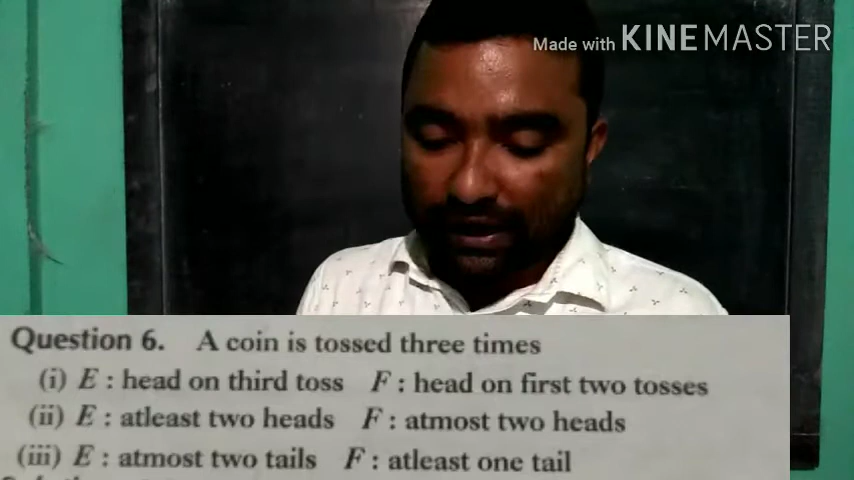 Made with KINEMASTER
Question 6. A coin is tossed three times
(i) E : head on third toss F : head on first two tosses
(ii) E : atleast two heads F : atmost two heads
(iii) E : atmost two tails F : atleast one tail